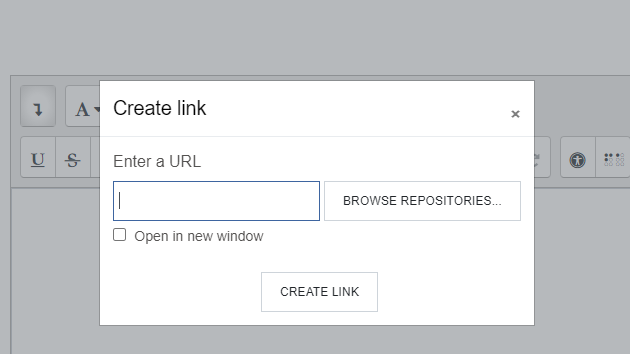 Create link
×
A
U S
Enter a URL
BROWSE REPOSITORIES...
Open in new window
CREATE LINK